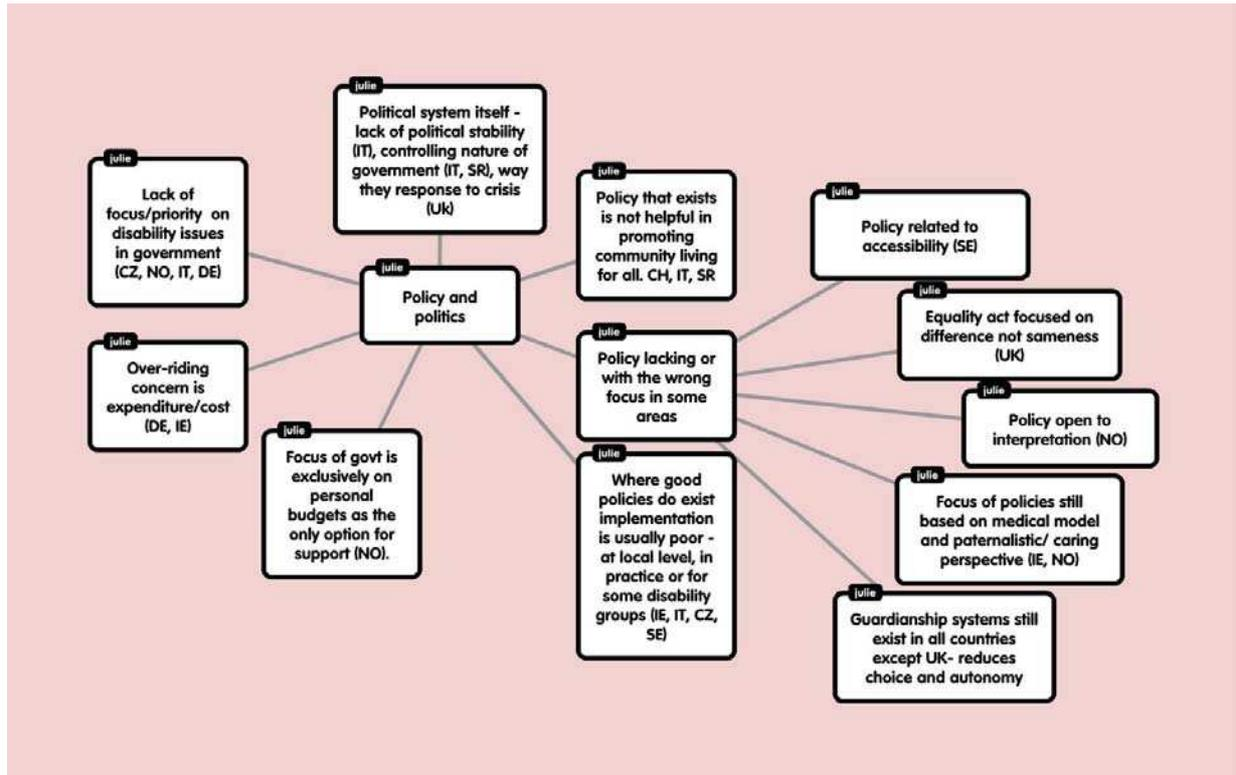 julie
Political system itself -
lack of political stability
(IT), controlling nature of
government (IT, SR), way
they response to crisis
(Uk)
julie
Lack of
focus/priority on
disability issues
in government
(CZ, NO, IT, DE)
julie
Policy that exists
is not helpful in
promoting
community living
for all. CH, IT, SR
julie
Policy related to
accessibility (SE)
julie
Policy and
politics
julie
Equality act focused on
difference not sameness
(UK)
julie
Over-riding
concern is
expenditure/cost
(DE, IE)
julie
Policy lacking or
with the wrong
focus in some
areas
julie
Policy open to
interpretation (NO)
julie
Focus of govt is
exclusively on
personal
budgets as the
only option for
support (NO).
julie
Where good
policies do exist
implementation
is usually poor -
at local level, in
practice or for
some disability
groups (IE, IT, CZ,
SE)
julie
Focus of policies still
based on medical model
and paternalistic/ caring
perspective (IE, NO)
julie
Guardianship systems still
exist in all countries
except UK- reduces
choice and autonomy